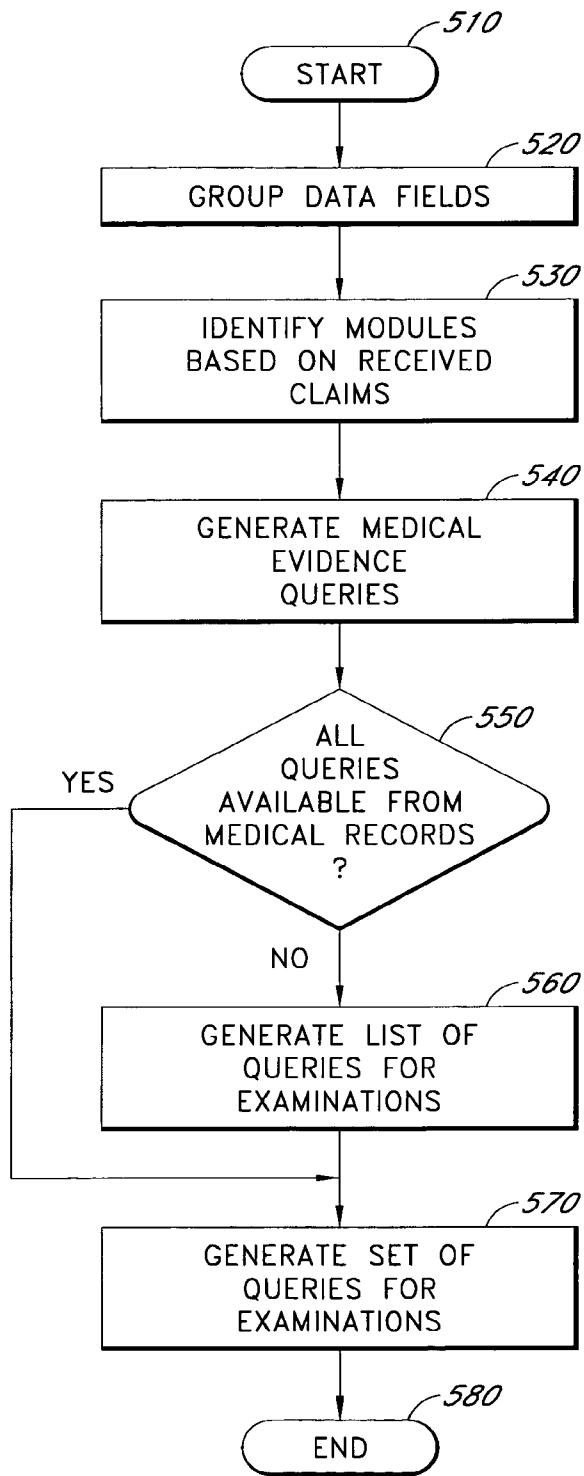 510
START
520
GROUP DATA FIELDS
530
IDENTIFY MODULES
BASED ON RECEIVED
CLAIMS
540
GENERATE MEDICAL
EVIDENCE
QUERIES
550
ALL
QUERIES
AVAILABLE FROM
MEDICAL RECORDS
?
YES
NO
560
GENERATE LIST OF
QUERIES FOR
EXAMINATIONS
570
GENERATE SET OF
QUERIES FOR
EXAMINATIONS
580
END